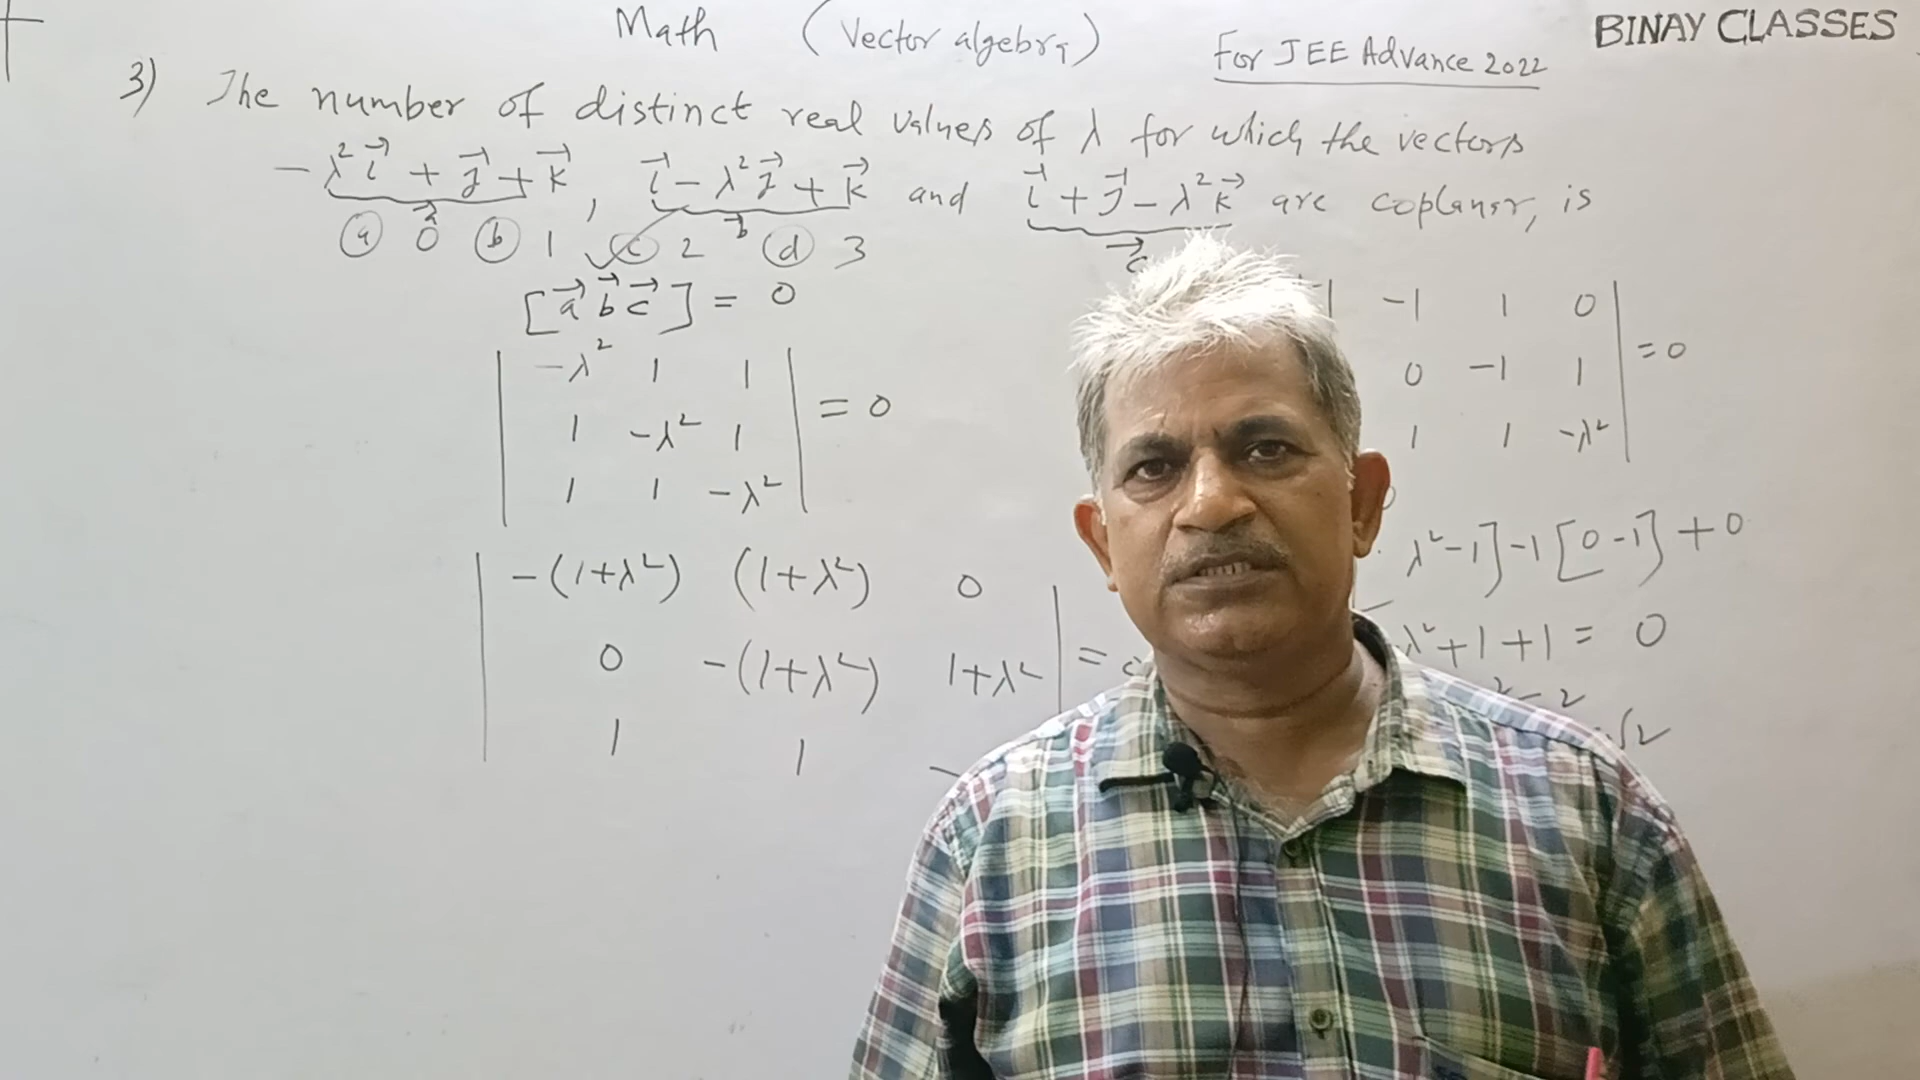 Math (Vector algebra) For JEE Advance 2022 BINAY CLASSES
3) The number of distinct real values of λ for which the vectors
-λ²i⃗ + j⃗ + k⃗, i⃗ - λ²j⃗ + k⃗ and i⃗ + j⃗ - λ²k⃗ are coplanar, is
ⓐ 0 ⓑ 1 ⓒ 2 ⓓ 3
a⃗ b⃗ c⃗
[a⃗ b⃗ c⃗] = 0
| -λ² 1 1 |
| 1 -λ² 1 | = 0
| 1 1 -λ² |
| -(1+λ²) (1+λ²) 0 |
| 0 -(1+λ²) 1+λ² | =
| 1 1
-1 1 0 |
0 -1 1 | = 0
1 1 -λ² |
λ²-1]-1[0-1]+0
λ²+1+1 = 0
2
√2